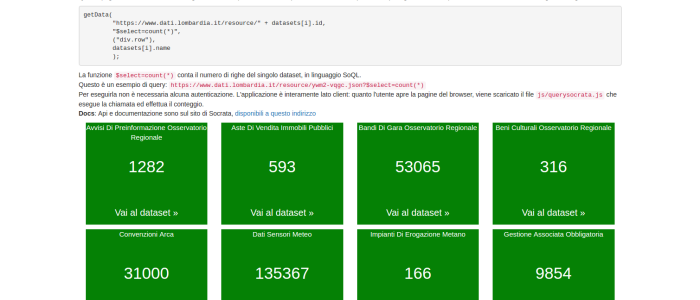 getData(
"https://www.dati.lombardia.it/resource/" + datasets[i].id,
"$select=count(*)",
("div.row"),
datasets[i].name
);
La funzione $select=count(*) conta il numero di righe del singolo dataset, in linguaggio SoQL.
Questo è un esempio di query: https://www.dati.lombardia.it/resource/ywm2-vqgc.json?$select=count(*)
Per eseguirla non è necessaria alcuna autenticazione. L'applicazione è interamente lato client: quanto l'utente apre la pagine del browser, viene scaricato il file js/querysocrata.js che
esegue la chiamata ed effettua il conteggio.
Docs: Api e documentazione sono sul sito di Socrata, disponibili a questo indirizzo
Avvisi Di Preinformazione Osservatorio
Regionale
1282
Vai al dataset »
Aste Di Vendita Immobili Pubblici
593
Vai al dataset »
Bandi Di Gara Osservatorio Regionale
53065
Vai al dataset »
Beni Culturali Osservatorio Regionale
316
Vai al dataset »
Convenzioni Arca
31000
Dati Sensori Meteo
135367
Impianti Di Erogazione Metano
166
Gestione Associata Obbligatoria
9854